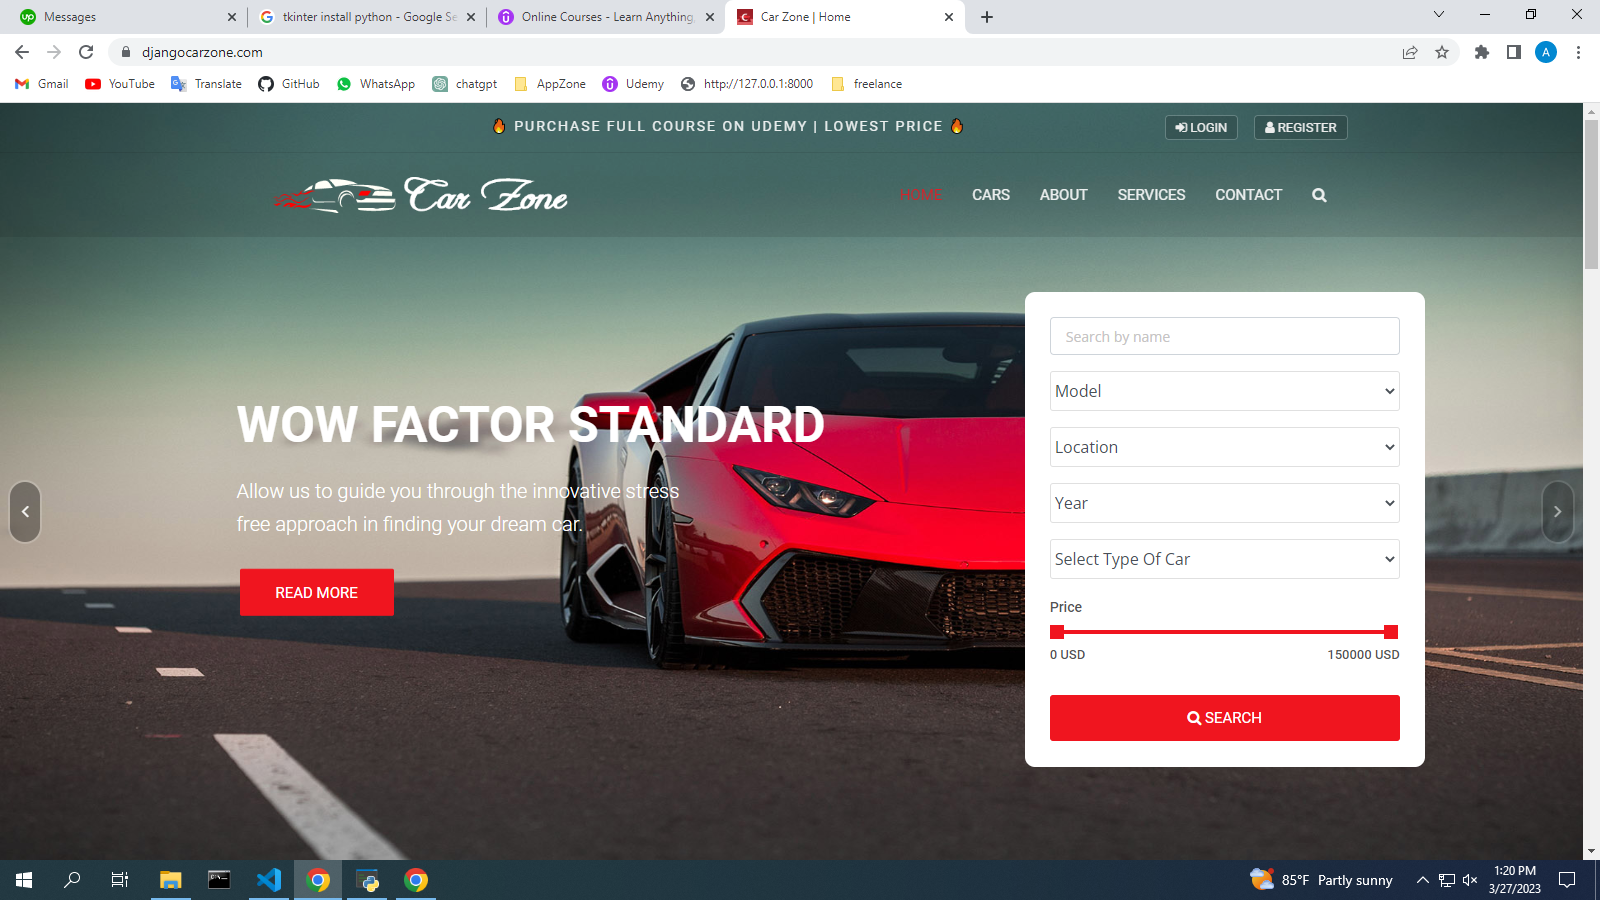 Messages
tkinter install python - Google Se
Online Courses - Learn Anything,
Car Zone | Home
djangocarzone.com
A
Gmail
YouTube
Translate
GitHub
WhatsApp
chatgpt
AppZone
Udemy
http://127.0.0.1:8000
freelance
🔥 PURCHASE FULL COURSE ON UDEMY | LOWEST PRICE 🔥
LOGIN
REGISTER
Car Zone
HOME
CARS
ABOUT
SERVICES
CONTACT
WOW FACTOR STANDARD
Allow us to guide you through the innovative stress
free approach in finding your dream car.
READ MORE
Search by name
Model
Location
Year
Select Type Of Car
Price
0 USD
150000 USD
SEARCH
85°F Partly sunny
1:20 PM
3/27/2023